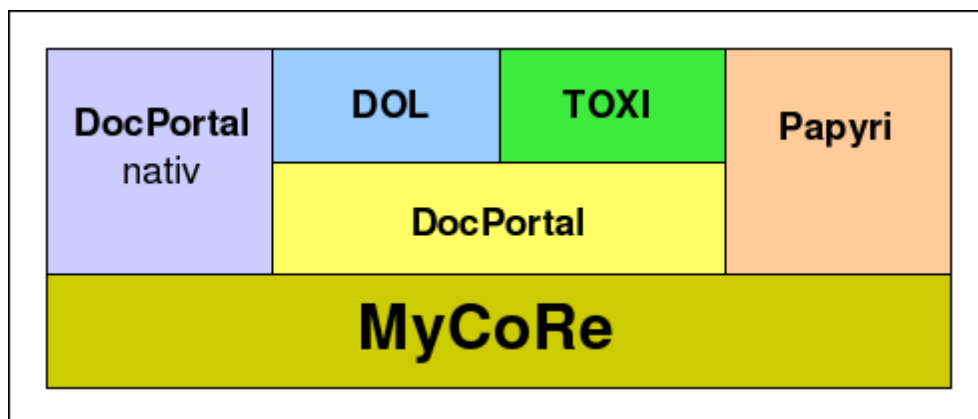 DocPortal
nativ
DOL
TOXI
Papyri
DocPortal
MyCoRe